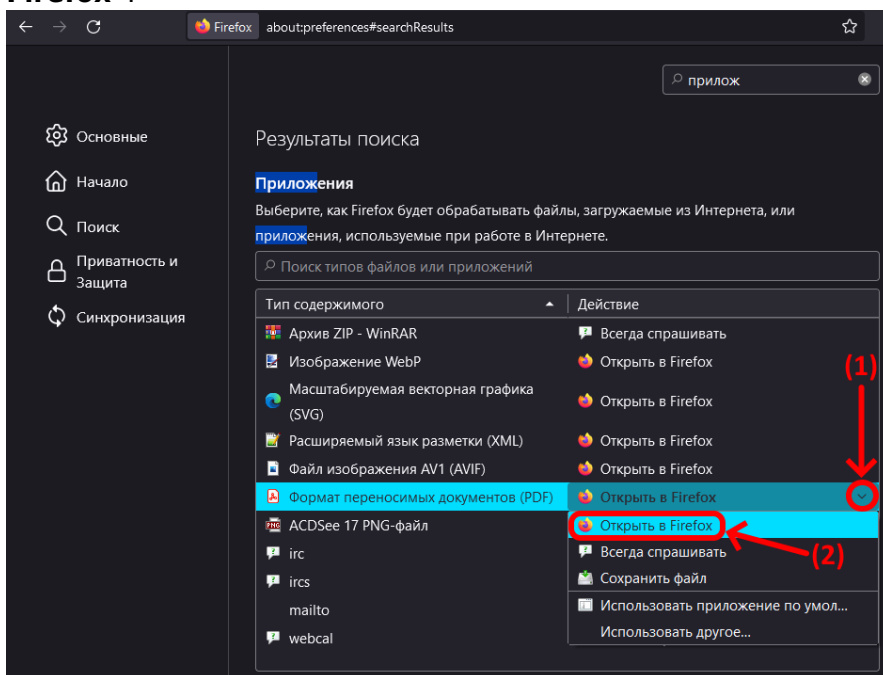 Firefox about:preferences#searchResults
прилож
Основные
Начало
Поиск
Приватность и
Защита
Синхронизация
Результаты поиска
Приложения
Выберите, как Firefox будет обрабатывать файлы, загружаемые из Интернета, или
приложения, используемые при работе в Интернете.
Поиск типов файлов или приложений
Тип содержимого Действие
Архив ZIP - WinRAR Всегда спрашивать
Изображение WebP Открыть в Firefox
(1)
Масштабируемая векторная графика
(SVG) Открыть в Firefox
Расширяемый язык разметки (XML) Открыть в Firefox
Файл изображения AV1 (AVIF) Открыть в Firefox
Формат переносимых документов (PDF) Открыть в Firefox
ACDSee 17 PNG-файл Открыть в Firefox
irc Всегда спрашивать
(2)
ircs Сохранить файл
mailto Использовать приложение по умол...
webcal Использовать другое...